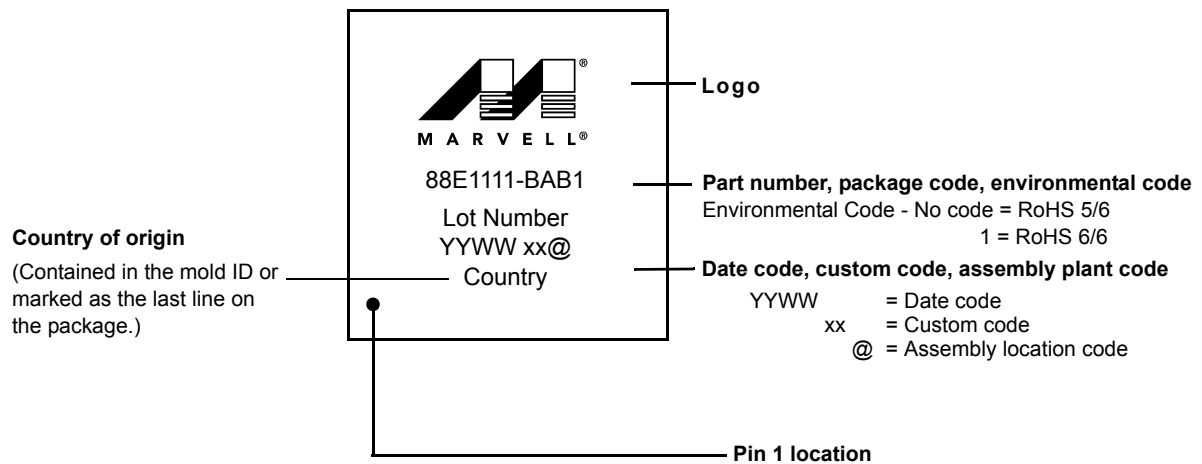 ®
MARVELL®
88E1111-BAB1
Lot Number
YYWW xx@
Country
Logo
Part number, package code, environmental code
Environmental Code - No code = RoHS 5/6
1 = RoHS 6/6
Country of origin
(Contained in the mold ID or
marked as the last line on
the package.)
Date code, custom code, assembly plant code
YYWW = Date code
xx = Custom code
@ = Assembly location code
Pin 1 location